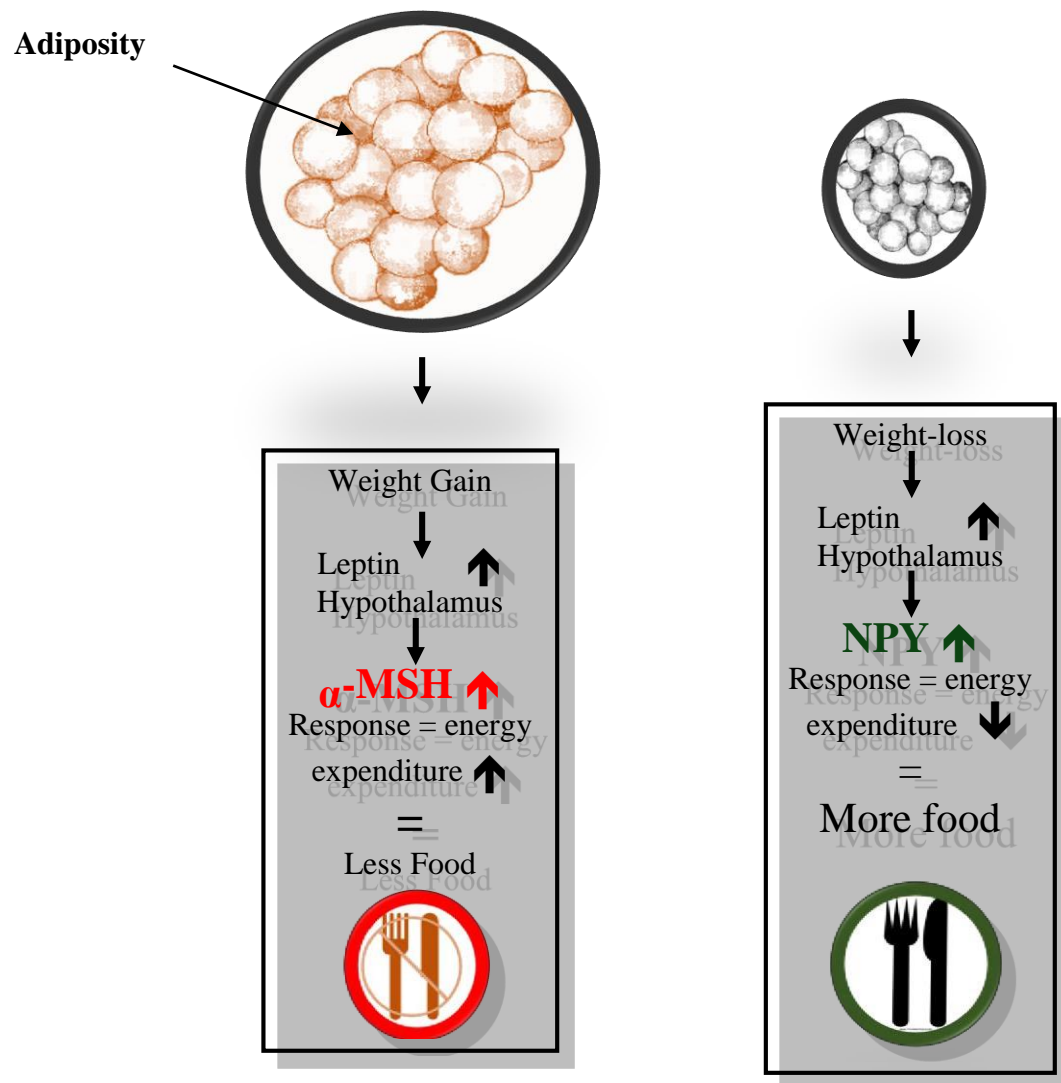 Adiposity
Weight Gain
Leptin
Hypothalamus
α-MSH
Response = energy
expenditure
=
Less Food
Weight-loss
Leptin
Hypothalamus
NPY
Response = energy
expenditure
=
More food